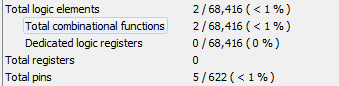 Total logic elements 2 / 68,416 ( < 1 % )
Total combinational functions 2 / 68,416 ( < 1 % )
Dedicated logic registers 0 / 68,416 ( 0 % )
Total registers 0
Total pins 5 / 622 ( < 1 % )